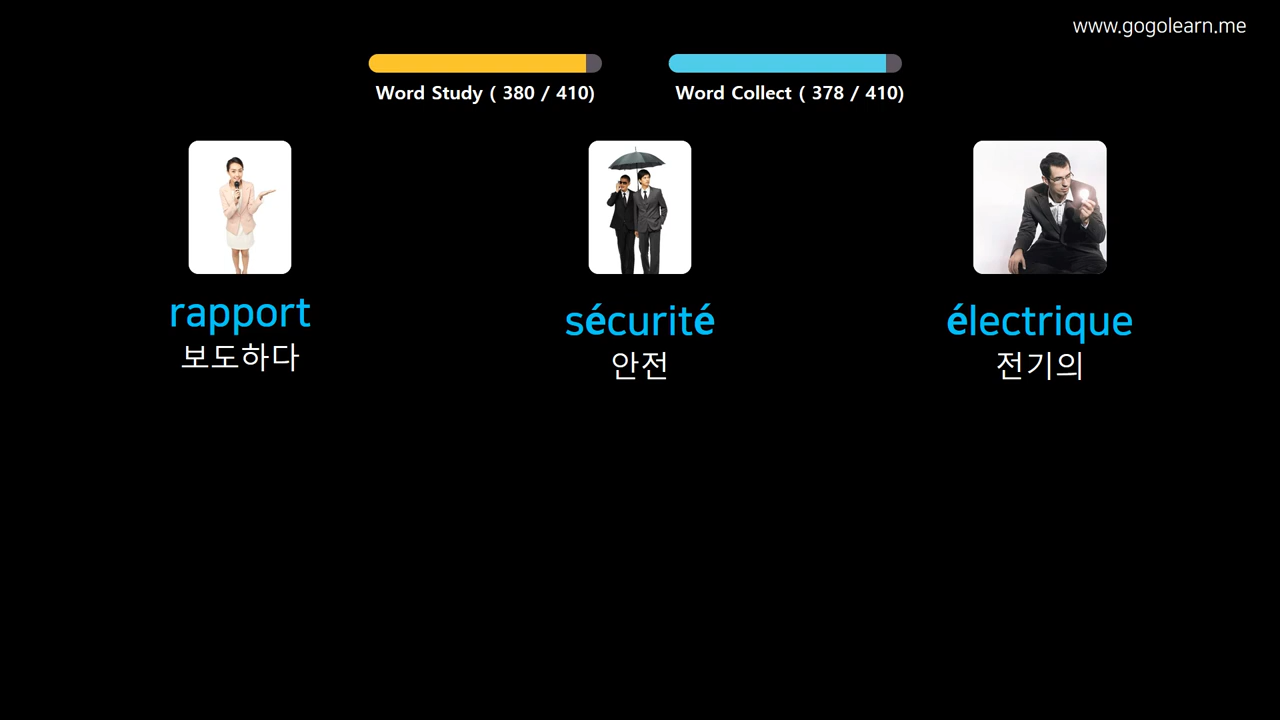 www.gogolearn.me
Word Study ( 380 / 410)
Word Collect ( 378 / 410)
rapport
보도하다
sécurité
안전
électrique
전기의